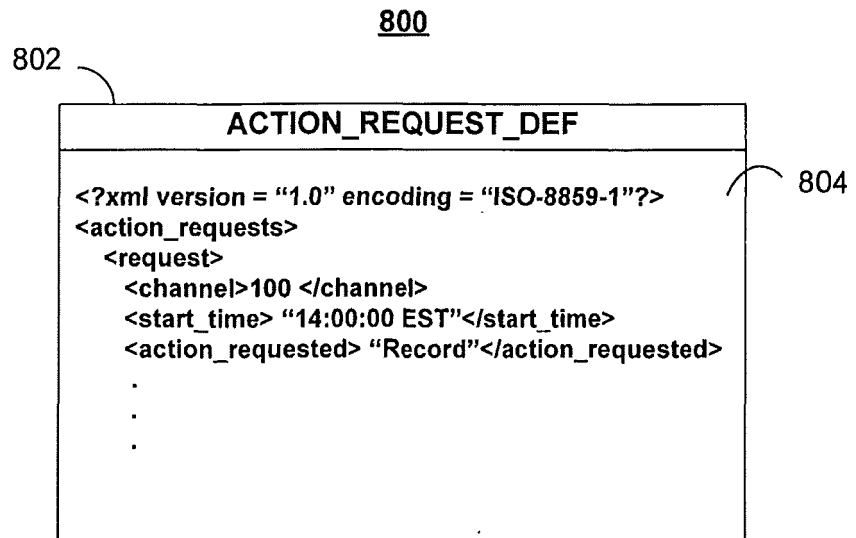 800
802
ACTION_REQUEST_DEF
804
<?xml version = “1.0” encoding = “ISO-8859-1”?>
<action_requests>
<request>
<channel>100 </channel>
<start_time> “14:00:00 EST”</start_time>
<action_requested> “Record”</action_requested>
.
.
.